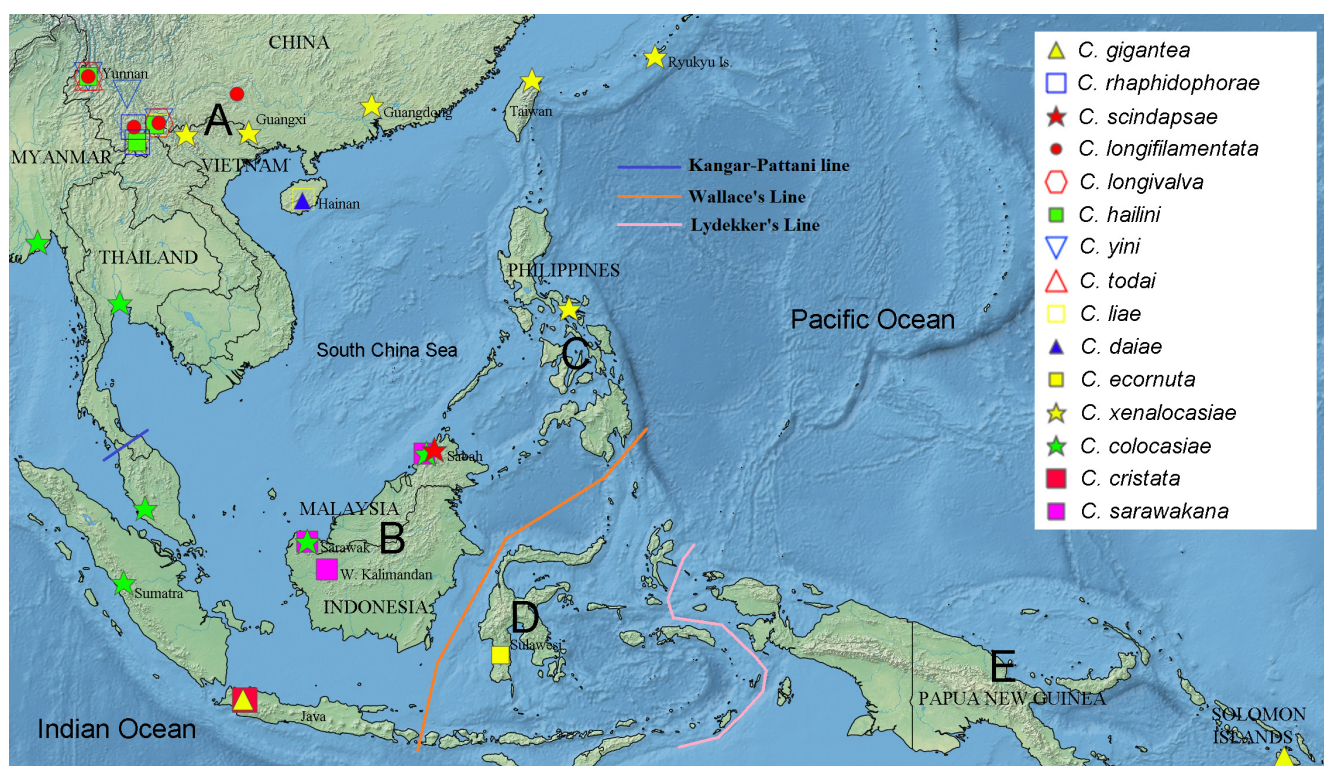 CHINA
Yunnan
Ryukyu Is.
Taiwan
Guangdong
Guangxi
A
MYANMAR
VIETNAM
Hainan
Kangar-Pattani line
Wallace's Line
Lydekker's Line
THAILAND
PHILIPPINES
Pacific Ocean
South China Sea
C
Sabah
MALAYSIA
B
Sarawak
W. Kalimandan
INDONESIA
Sumatra
D
Sulawesi
E
PAPUA NEW GUINEA
Java
Indian Ocean
SOLOMON
ISLANDS
C. gigantea
C. rhaphidophorae
C. scindapsae
C. longifilamentata
C. longivalva
C. hailini
C. yini
C. todai
C. liae
C. daiae
C. ecornuta
C. xenalocasiae
C. colocasiae
C. cristata
C. sarawakana